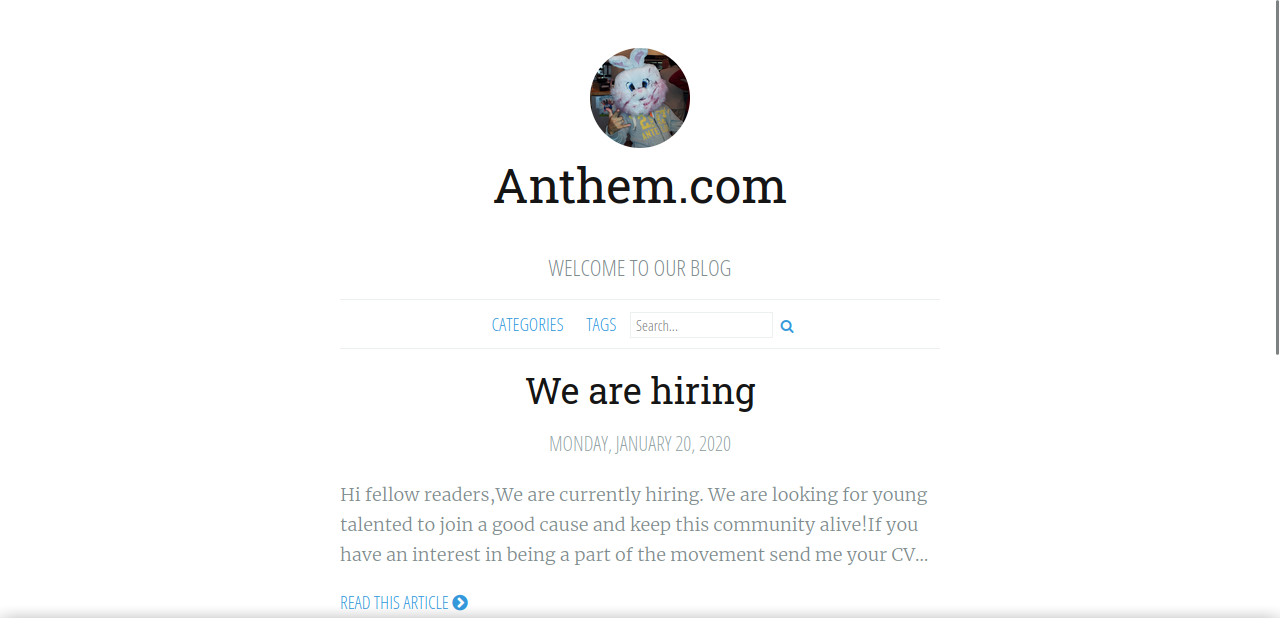 Anthem.com
WELCOME TO OUR BLOG
CATEGORIES TAGS Search...
We are hiring
MONDAY, JANUARY 20, 2020
Hi fellow readers,We are currently hiring. We are looking for young
talented to join a good cause and keep this community alive!If you
have an interest in being a part of the movement send me your CV...
READ THIS ARTICLE